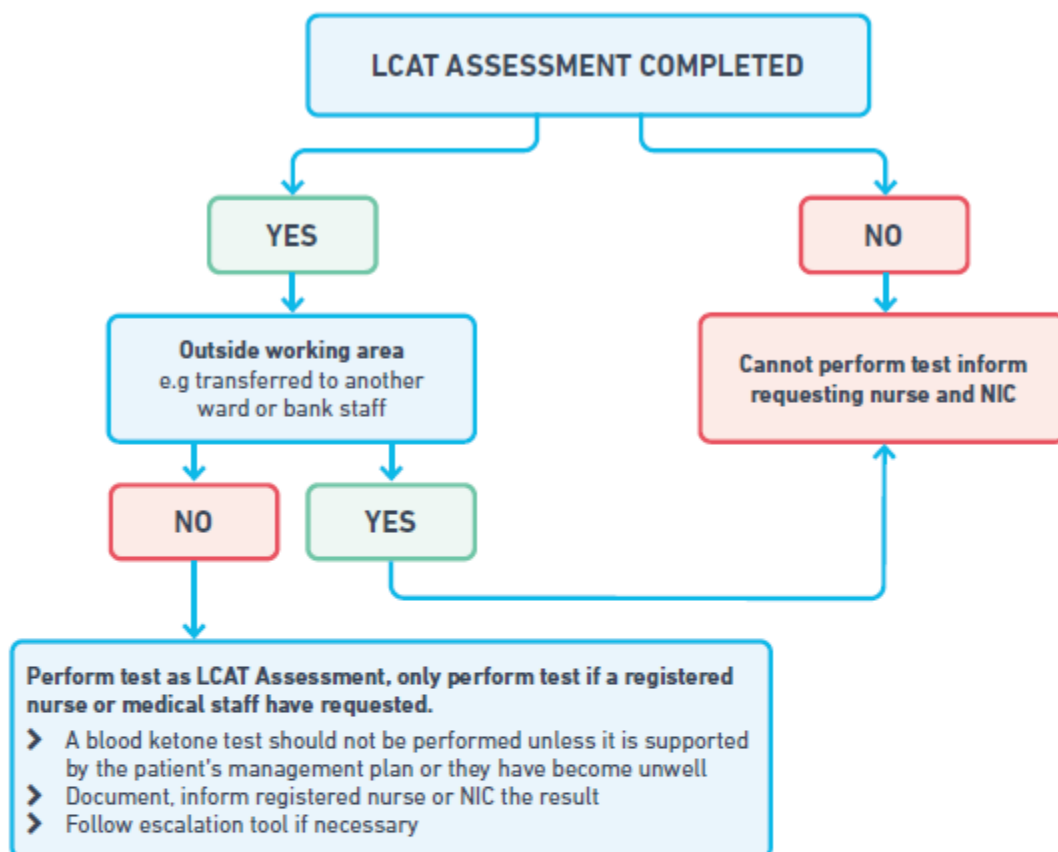 LCAT ASSESSMENT COMPLETED
YES
NO
Outside working area
e.g transferred to another
ward or bank staff
Cannot perform test inform
requesting nurse and NIC
NO
YES
Perform test as LCAT Assessment, only perform test if a registered
nurse or medical staff have requested.
A blood ketone test should not be performed unless it is supported
by the patient's management plan or they have become unwell
Document, inform registered nurse or NIC the result
Follow escalation tool if necessary